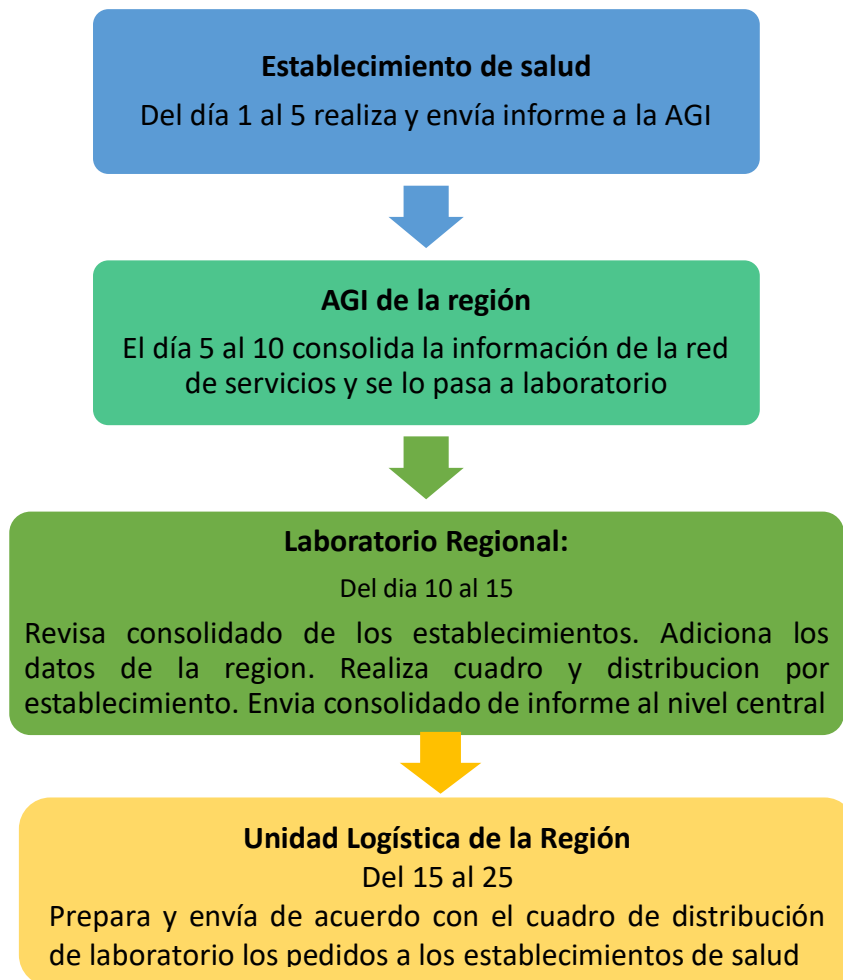 Establecimiento de salud
Del día 1 al 5 realiza y envía informe a la AGI
AGI de la región
El día 5 al 10 consolida la información de la red
de servicios y se lo pasa a laboratorio
Laboratorio Regional:
Del dia 10 al 15
Revisa consolidado de los establecimientos. Adiciona los
datos de la region. Realiza cuadro y distribucion por
establecimiento. Envia consolidado de informe al nivel central
Unidad Logística de la Región
Del 15 al 25
Prepara y envía de acuerdo con el cuadro de distribución
de laboratorio los pedidos a los establecimientos de salud